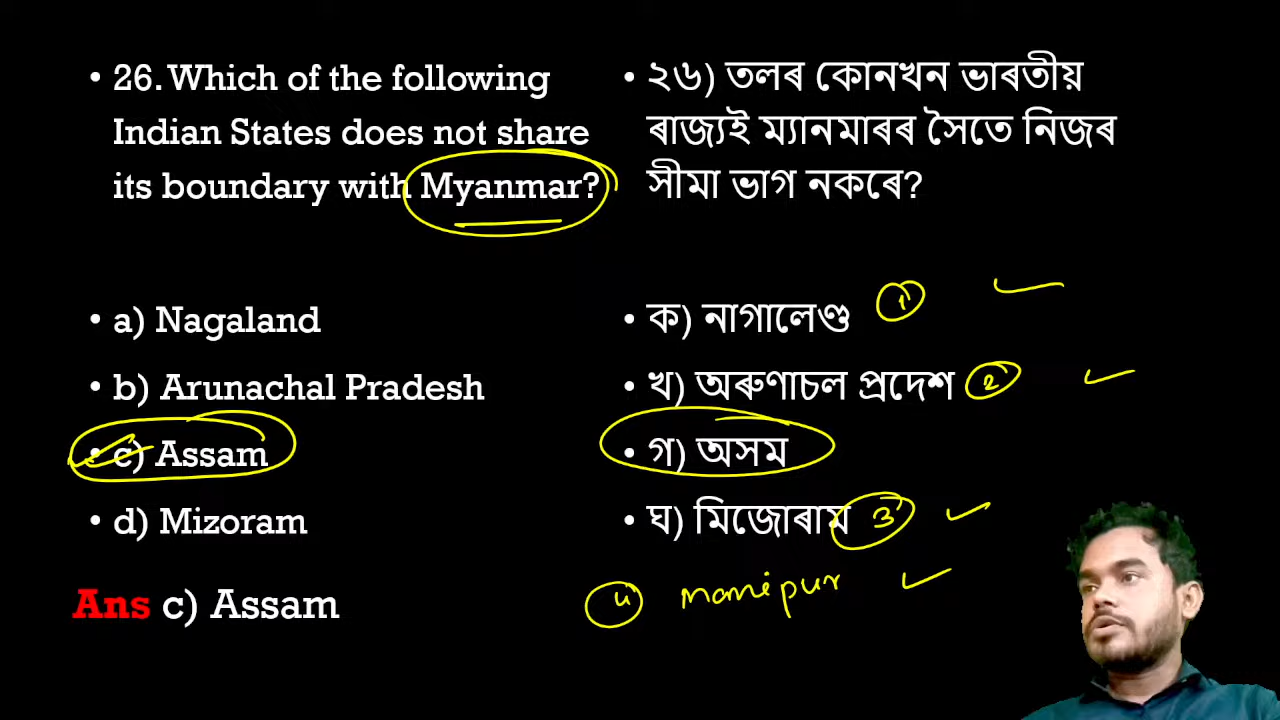 • 26. Which of the following
Indian States does not share
its boundary with Myanmar?
• a) Nagaland
• b) Arunachal Pradesh
• c) Assam
• d) Mizoram
Ans c) Assam
• ২৬) তলৰ কোনখন ভাৰতীয়
ৰাজ্যই ম্যানমাৰৰ সৈতে নিজৰ
সীমা ভাগ নকৰে?
• ক) নাগালেণ্ড ①
• খ) অৰুণাচল প্ৰদেশ ②
• গ) অসম
• ঘ) মিজোৰাম ③
④ manipur